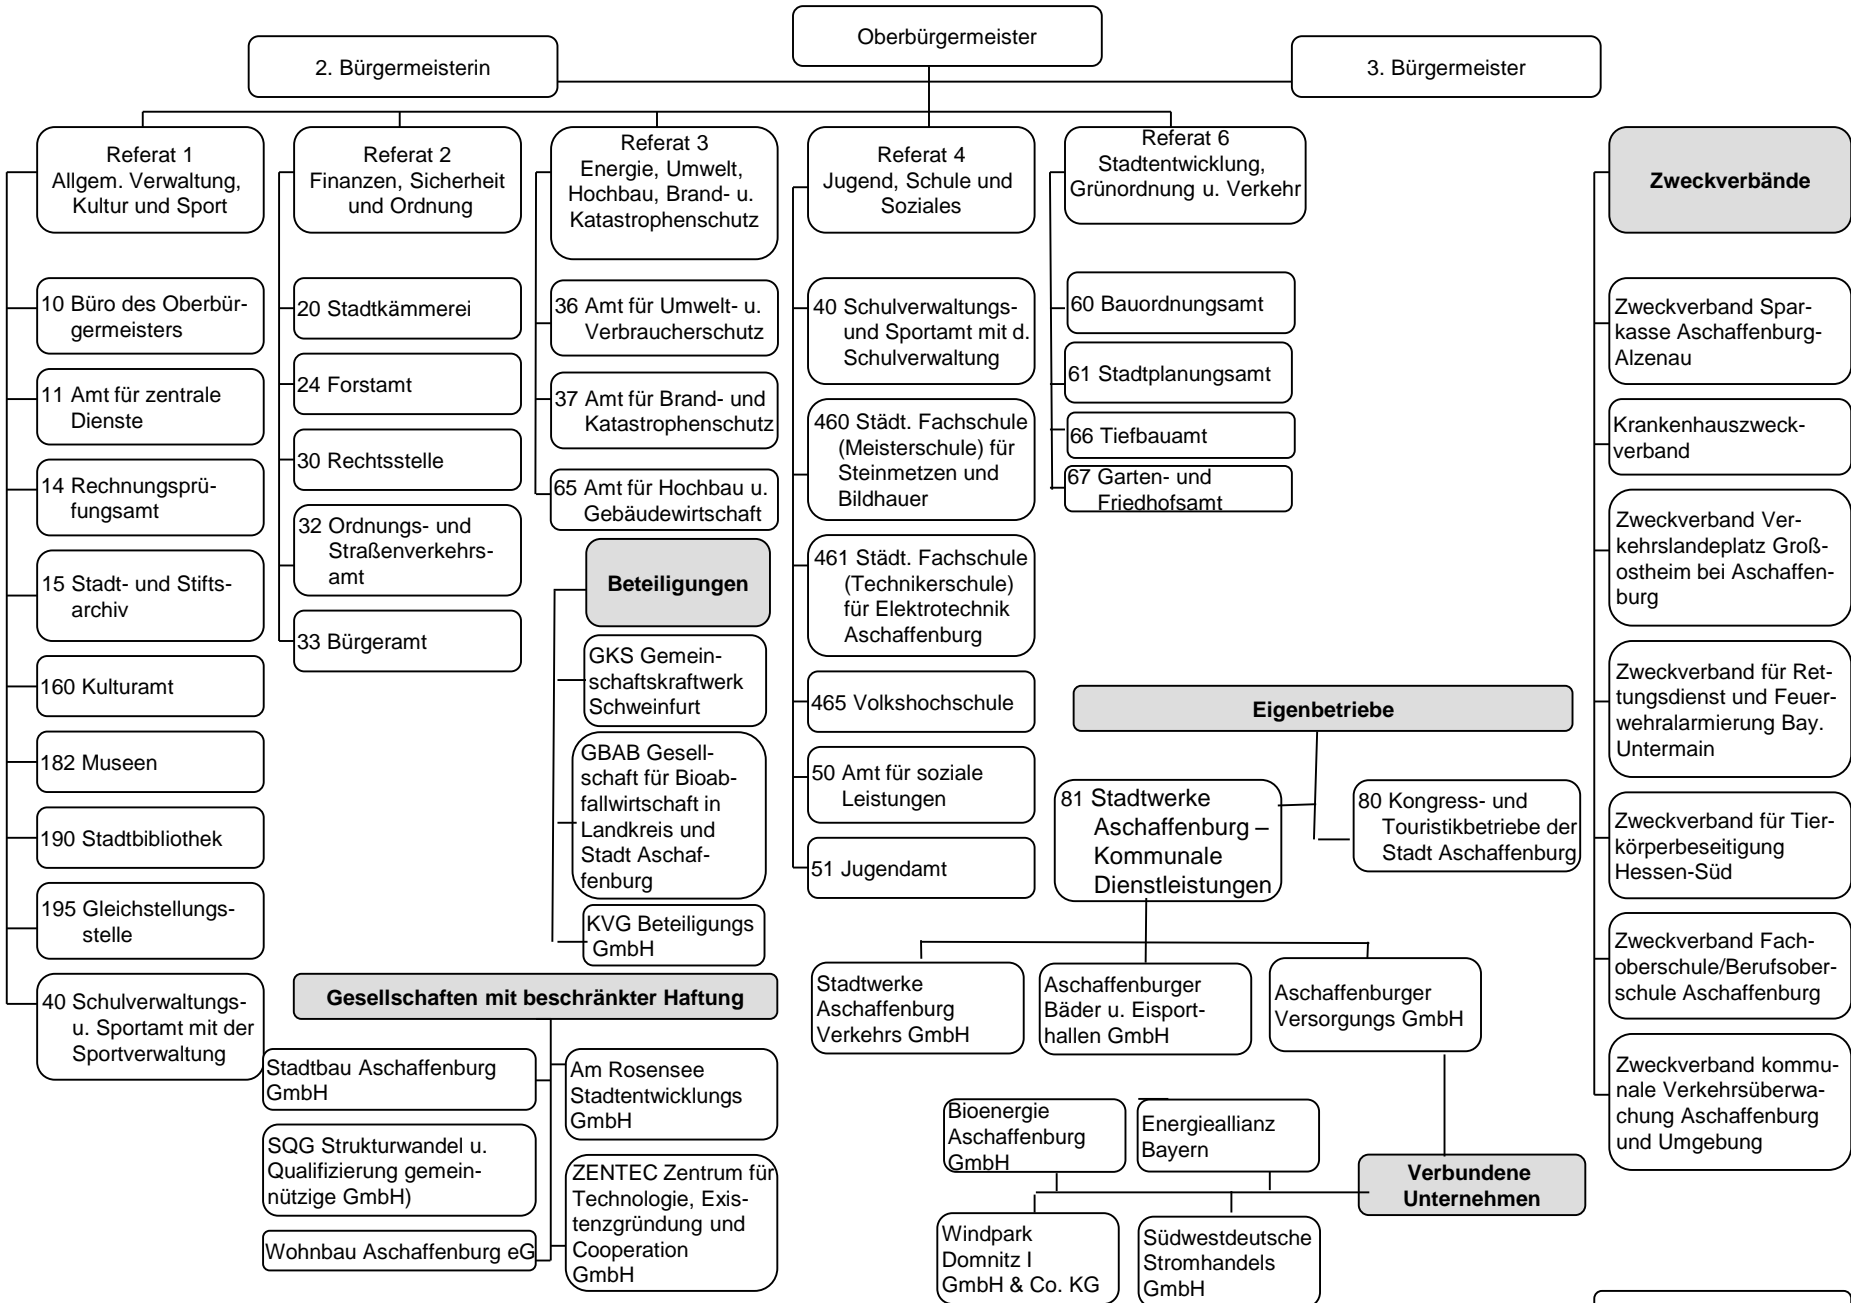 Oberbürgermeister
2. Bürgermeisterin
3. Bürgermeister
Referat 1
Allgem. Verwaltung,
Kultur und Sport
10 Büro des Oberbür-
germeisters
11 Amt für zentrale
Dienste
14 Rechnungsprü-
fungsamt
15 Stadt- und Stifts-
archiv
160 Kulturamt
182 Museen
190 Stadtbibliothek
195 Gleichstellungs-
stelle
40 Schulverwaltungs-
u. Sportamt mit der
Sportverwaltung
Referat 2
Finanzen, Sicherheit
und Ordnung
20 Stadtkämmerei
24 Forstamt
30 Rechtsstelle
32 Ordnungs- und
Straßenverkehrs-
amt
33 Bürgeramt
Referat 3
Energie, Umwelt,
Hochbau, Brand- u.
Katastrophenschutz
36 Amt für Umwelt- u.
Verbraucherschutz
37 Amt für Brand- und
Katastrophenschutz
65 Amt für Hochbau u.
Gebäudewirtschaft
Beteiligungen
GKS Gemein-
schaftskraftwerk
Schweinfurt
GBAB Gesell-
schaft für Bioab-
fallwirtschaft in
Landkreis und
Stadt Aschaf-
fenburg
KVG Beteiligungs
GmbH
Gesellschaften mit beschränkter Haftung
Stadtbau Aschaffenburg
GmbH
SQG Strukturwandel u.
Qualifizierung gemein-
nützige GmbH)
Wohnbau Aschaffenburg eG
Am Rosensee
Stadtentwicklungs
GmbH
ZENTEC Zentrum für
Technologie, Exis-
tenzgründung und
Cooperation
GmbH
Referat 4
Jugend, Schule und
Soziales
40 Schulverwaltungs-
und Sportamt mit d.
Schulverwaltung
460 Städt. Fachschule
(Meisterschule) für
Steinmetzen und
Bildhauer
461 Städt. Fachschule
(Technikerschule)
für Elektrotechnik
Aschaffenburg
465 Volkshochschule
50 Amt für soziale
Leistungen
51 Jugendamt
Referat 6
Stadtentwicklung,
Grünordnung u. Verkehr
60 Bauordnungsamt
61 Stadtplanungsamt
66 Tiefbauamt
67 Garten- und
Friedhofsamt
Eigenbetriebe
81 Stadtwerke
Aschaffenburg –
Kommunale
Dienstleistungen
80 Kongress- und
Touristikbetriebe der
Stadt Aschaffenburg
Stadtwerke
Aschaffenburg
Verkehrs GmbH
Aschaffenburger
Bäder u. Eisport-
hallen GmbH
Aschaffenburger
Versorgungs GmbH
Bioenergie
Aschaffenburg
GmbH
Energieallianz
Bayern
Verbundene
Unternehmen
Windpark
Domnitz I
GmbH & Co. KG
Südwestdeutsche
Stromhandels
GmbH
Zweckverbände
Zweckverband Spar-
kasse Aschaffenburg-
Alzenau
Krankenhauszweck-
verband
Zweckverband Ver-
kehrslandeplatz Groß-
ostheim bei Aschaffen-
burg
Zweckverband für Ret-
tungsdienst und Feuer-
wehralarmierung Bay.
Untermain
Zweckverband für Tier-
körperbeseitigung
Hessen-Süd
Zweckverband Fach-
oberschule/Berufsober-
schule Aschaffenburg
Zweckverband kommu-
nale Verkehrsüberwa-
chung Aschaffenburg
und Umgebung